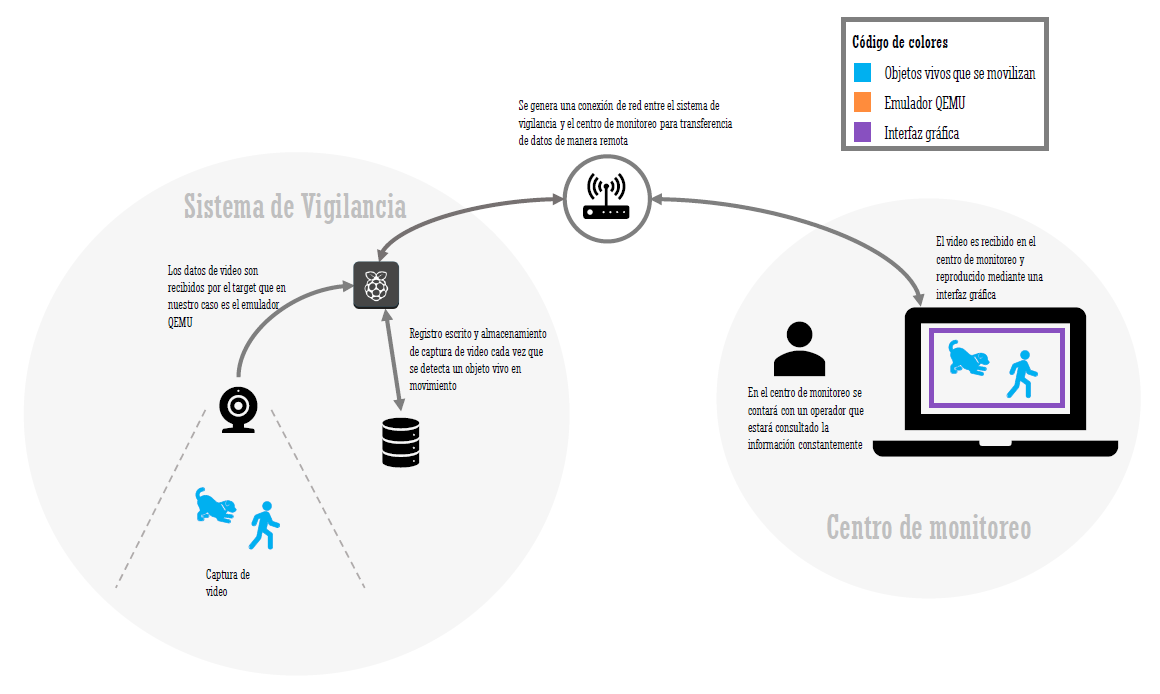 Código de colores
Objetos vivos que se movilizan
Emulador QEMU
Interfaz gráfica
Se genera una conexión de red entre el sistema de
vigilancia y el centro de monitoreo para transferencia
de datos de manera remota
Sistema de Vigilancia
Los datos de video son
recibidos por el target que en
nuestro caso es el emulador
QEMU
Registro escrito y almacenamiento
de captura de video cada vez que
se detecta un objeto vivo en
movimiento
Captura de
video
El video es recibido en el
centro de monitoreo y
reproducido mediante una
interfaz gráfica
En el centro de monitoreo se
contará con un operador que
estará consultado la
información constantemente
Centro de monitoreo